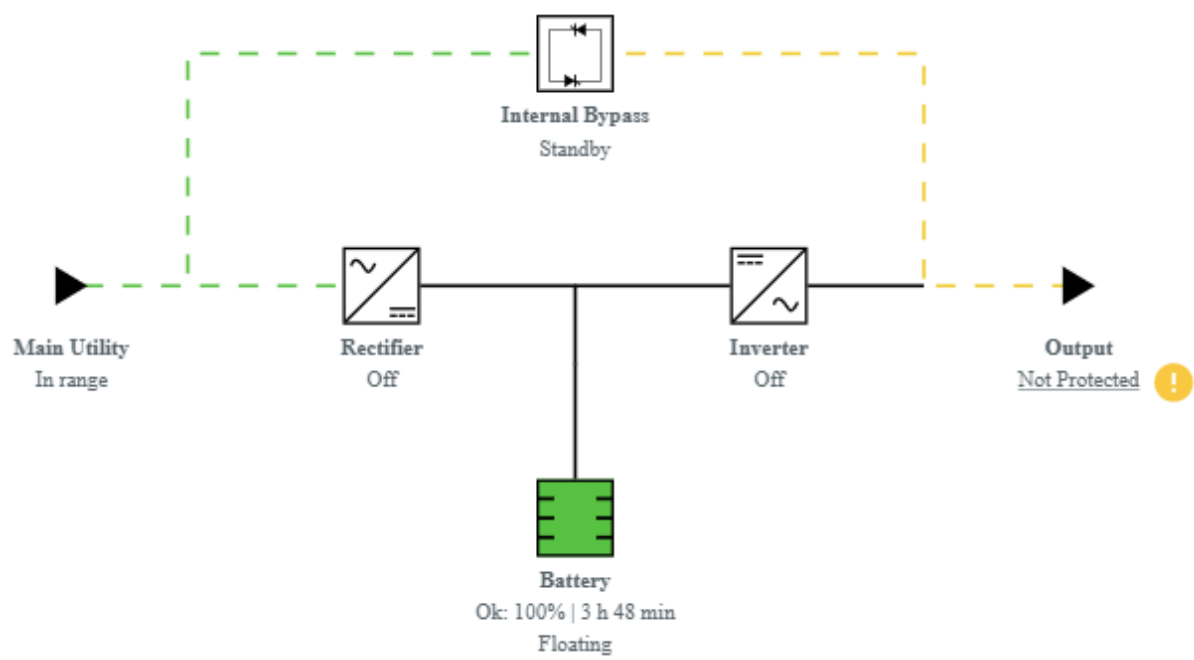 Internal Bypass
Standby
Main Utility
In range
Rectifier
Off
Inverter
Off
Output
Not Protected
!
Battery
Ok: 100% | 3 h 48 min
Floating